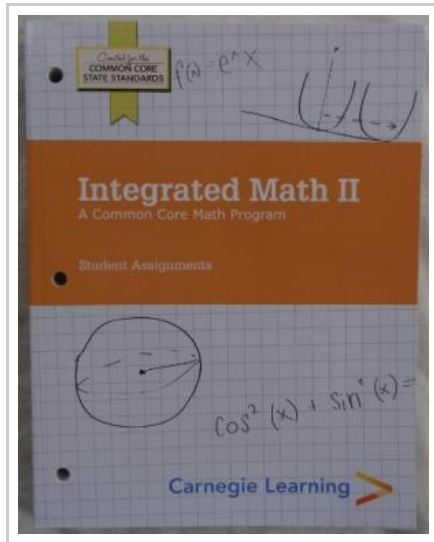 Created for the
COMMON CORE
STATE STANDARDS
f(x) = e^x
Integrated Math II
A Common Core Math Program
Student Assignments
cos² (x) + sin² (x) =
Carnegie Learning